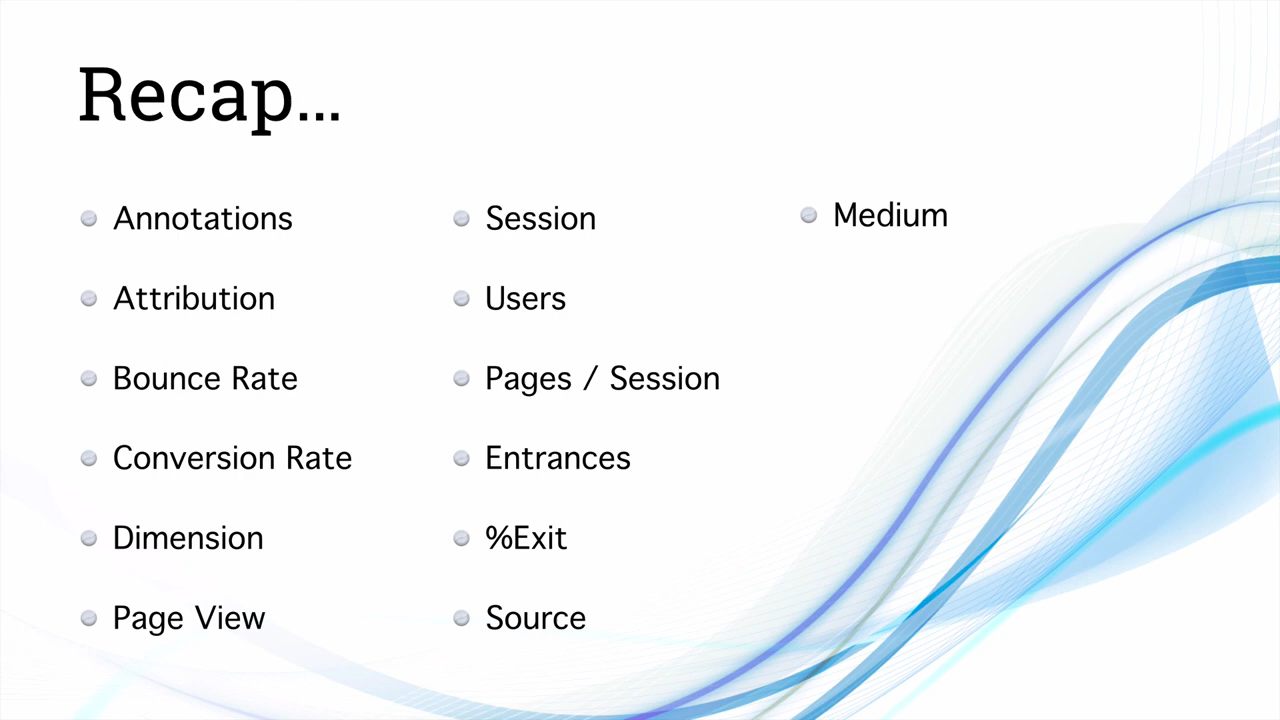 Recap...
Annotations
Attribution
Bounce Rate
Conversion Rate
Dimension
Page View
Session
Users
Pages / Session
Entrances
%Exit
Source
Medium